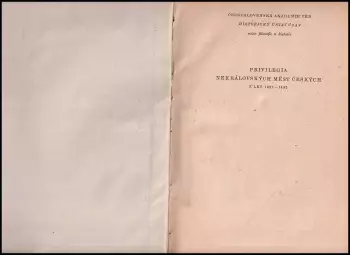 ČESKOSLOVENSKÁ AKADEMIE VĚD
HISTORICKÝ ÚSTAV ČSAV
PRIVILEGIA
NEKRÁLOVSKÝCH MĚST ČESKÝCH
Z LET